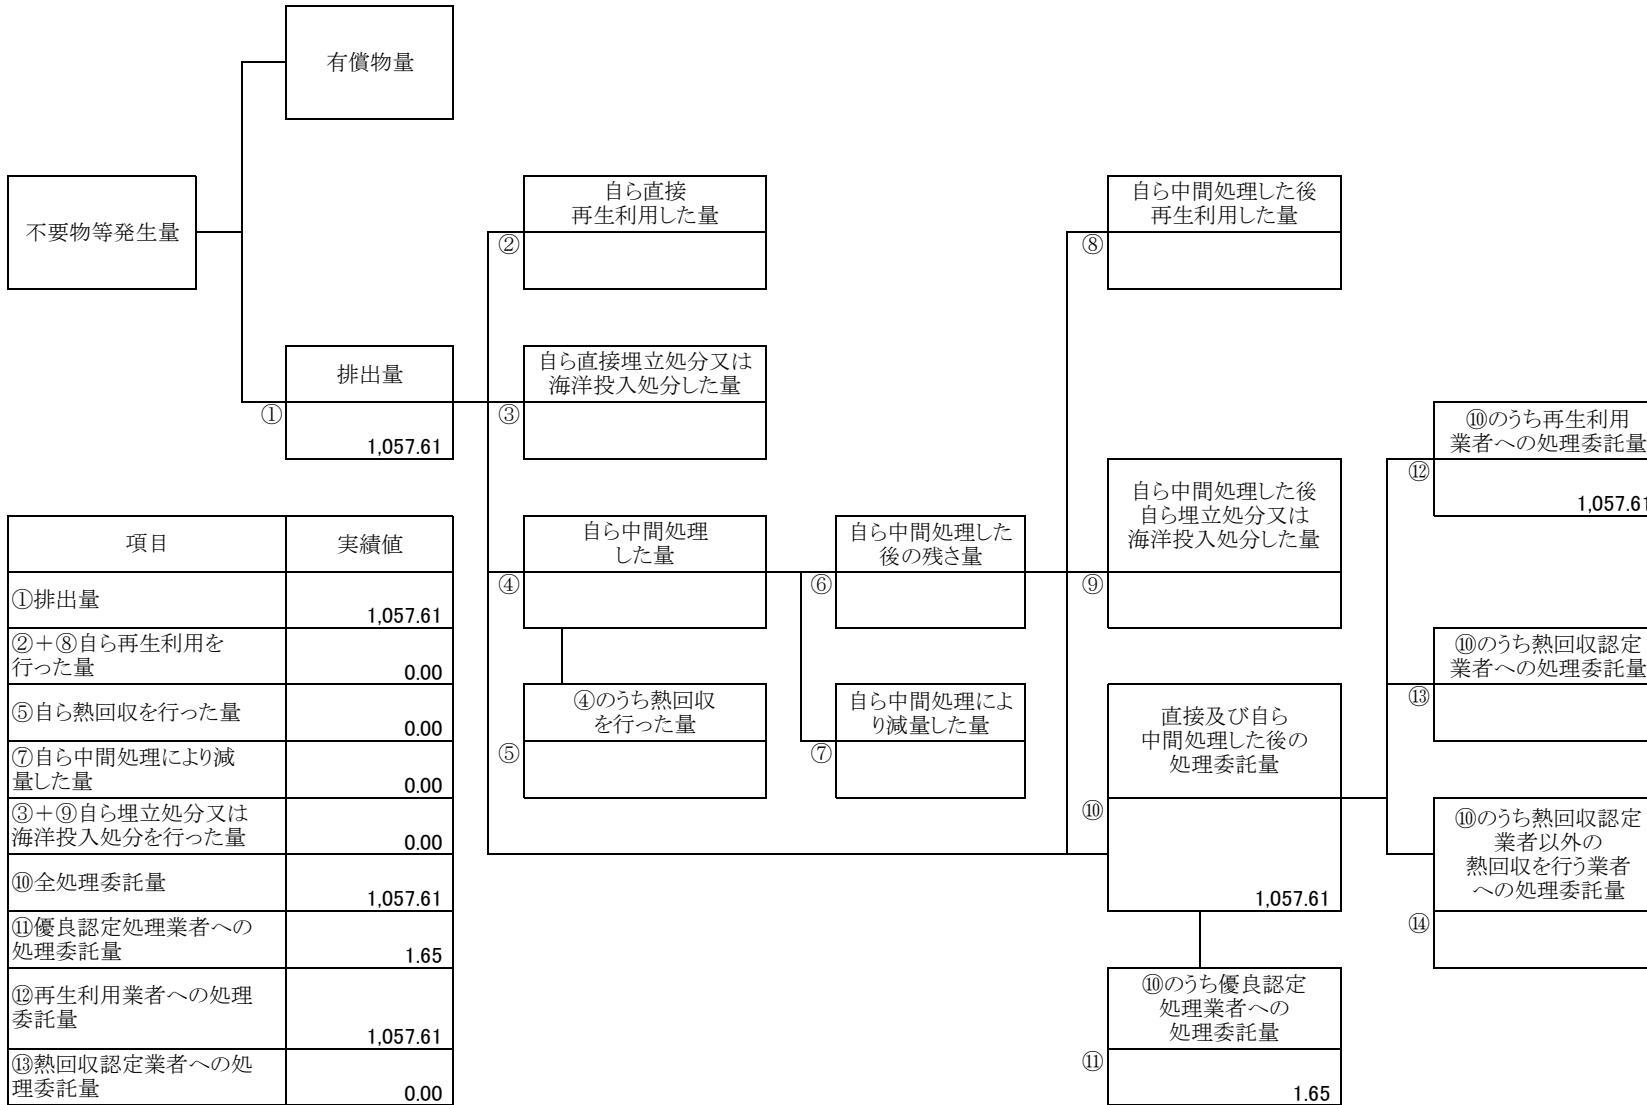 有償物量
不要物等発生量
自ら直接
再生利用した量
②
自ら中間処理した後
再生利用した量
⑧
排出量
①
1,057.61
自ら直接埋立処分又は
海洋投入処分した量
③
⑩のうち再生利用
業者への処理委託量
⑫
1,057.61
自ら中間処理
した量
④
自ら中間処理した
後の残さ量
⑥
自ら中間処理した後
自ら埋立処分又は
海洋投入処分した量
⑨
⑩のうち熱回収認定
業者への処理委託量
⑬
④のうち熱回収
を行った量
⑤
自ら中間処理によ
り減量した量
⑦
直接及び自ら
中間処理した後の
処理委託量
⑩
1,057.61
⑩のうち熱回収認定
業者以外の
熱回収を行う業者
への処理委託量
⑭
⑩のうち優良認定
処理業者への
処理委託量
⑪
1.65
項目 実績値
①排出量
1,057.61
②＋⑧自ら再生利用を
行った量
0.00
⑤自ら熱回収を行った量
0.00
⑦自ら中間処理により減
量した量
0.00
③＋⑨自ら埋立処分又は
海洋投入処分を行った量
0.00
⑩全処理委託量
1,057.61
⑪優良認定処理業者への
処理委託量
1.65
⑫再生利用業者への処理
委託量
1,057.61
⑬熱回収認定業者への処
理委託量
0.00